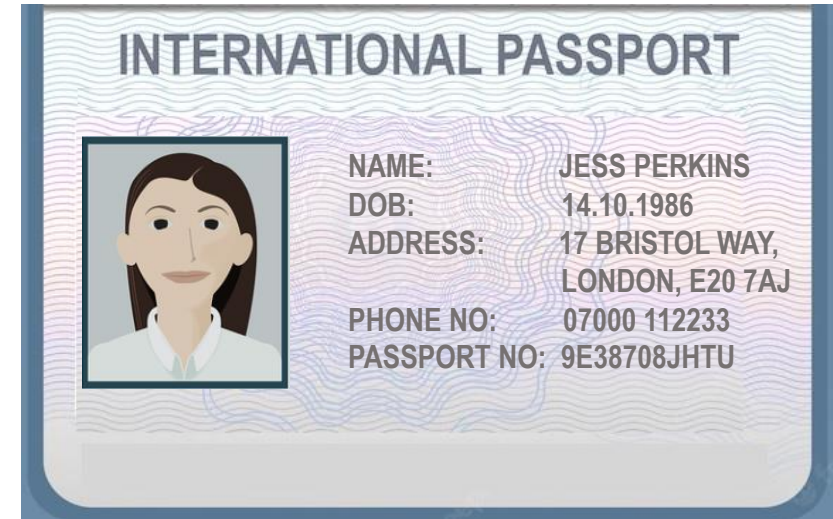 INTERNATIONAL PASSPORT
NAME: JESS PERKINS
DOB: 14.10.1986
ADDRESS: 17 BRISTOL WAY,
LONDON, E20 7AJ
PHONE NO: 07000 112233
PASSPORT NO: 9E38708JHTU